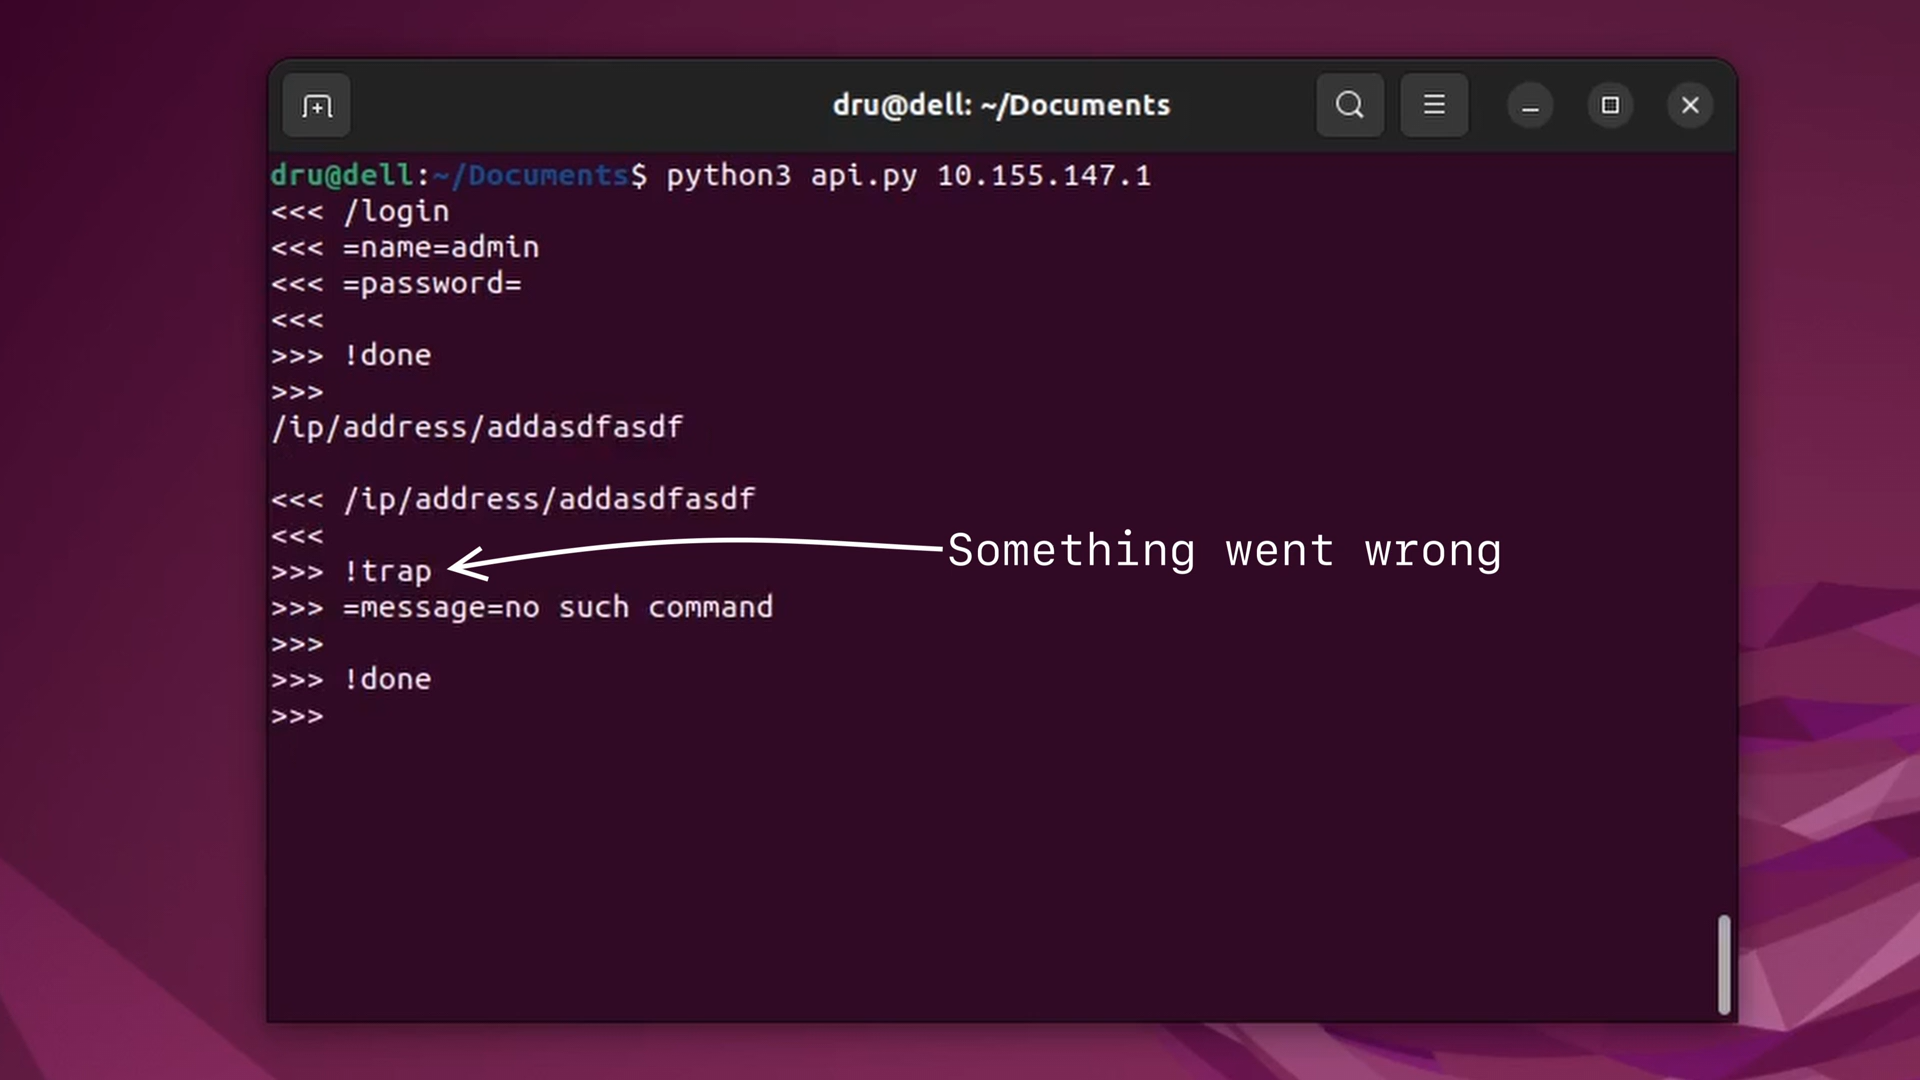 dru@dell: ~/Documents
dru@dell:~/Documents$ python3 api.py 10.155.147.1
<<< /login
<<< =name=admin
<<< =password=
<<<
>>> !done
>>>
/ip/address/addasdfasdf
<<< /ip/address/addasdfasdf
<<<
Something went wrong
>>> !trap
>>> =message=no such command
>>>
>>> !done
>>>